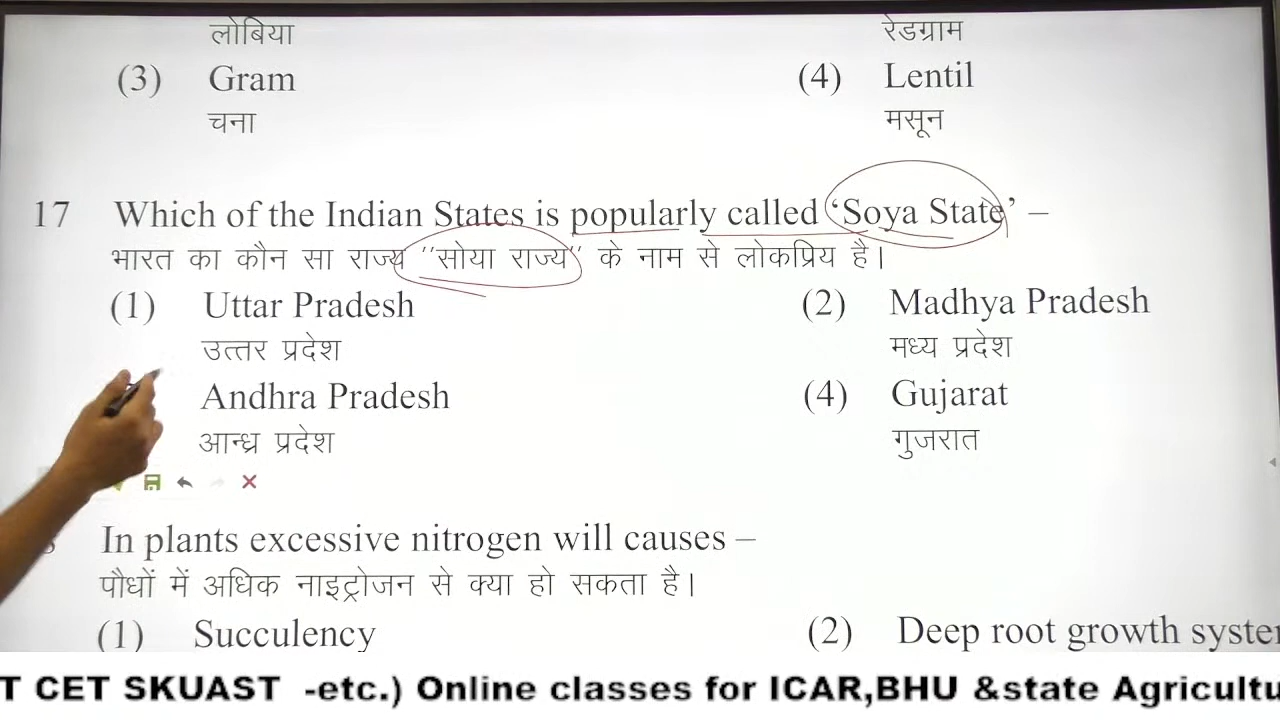 लोबिया
रेडग्राम
(3) Gram
(4) Lentil
चना
मसून
17 Which of the Indian States is popularly called ‘Soya State’ –
भारत का कौन सा राज्य ''सोया राज्य'' के नाम से लोकप्रिय है।
(1) Uttar Pradesh
(2) Madhya Pradesh
उत्तर प्रदेश
मध्य प्रदेश
Andhra Pradesh
(4) Gujarat
आन्ध्र प्रदेश
गुजरात
In plants excessive nitrogen will causes –
पौधों में अधिक नाइट्रोजन से क्या हो सकता है।
(1) Succulency
(2) Deep root growth
T CET SKUAST -etc.) Online classes for ICAR,BHU &state